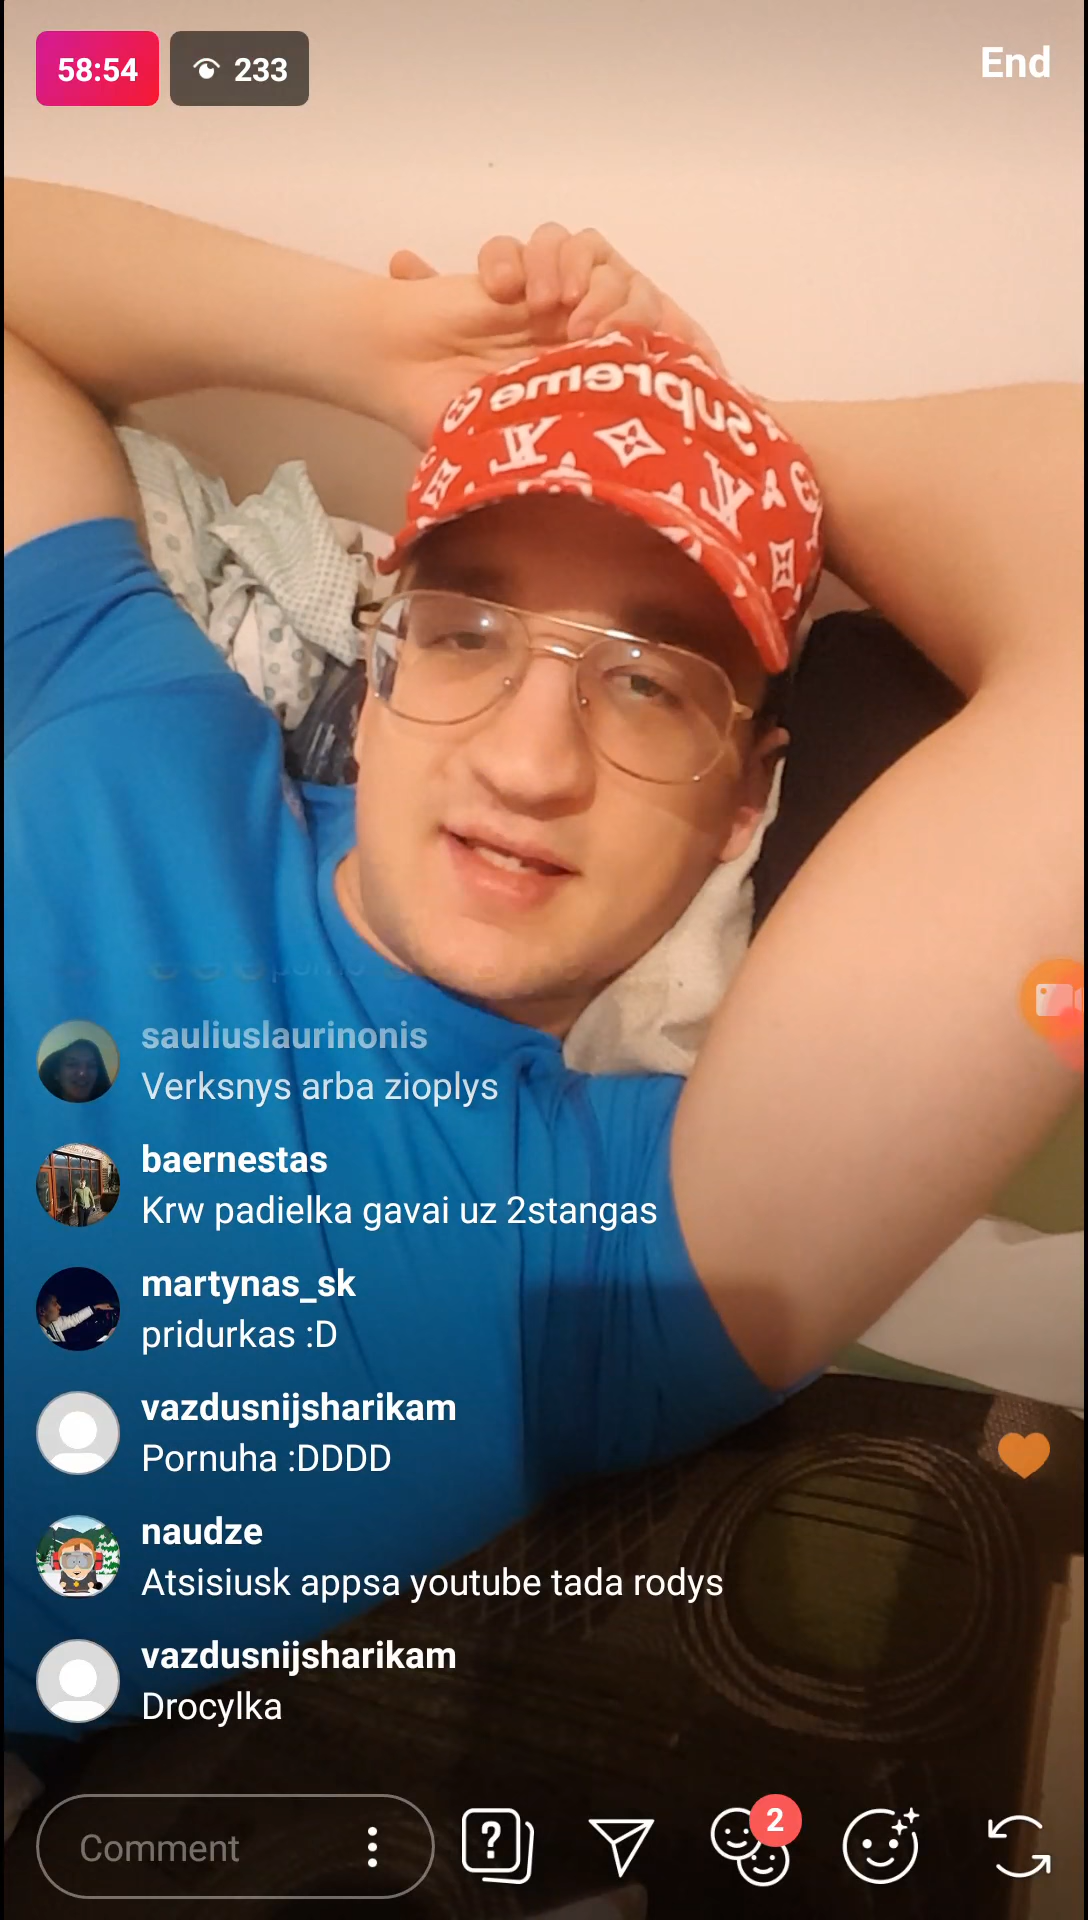 58:54
233
End
supreme
sauliuslaurinonis
Verksnys arba zioplys
baernestas
Krw padielka gavai uz 2stangas
martynas_sk
pridurkas :D
vazdusnijsharikam
Pornuha :DDDD
naudze
Atsisiusk appsa youtube tada rodys
vazdusnijsharikam
Drocylka
Comment
2